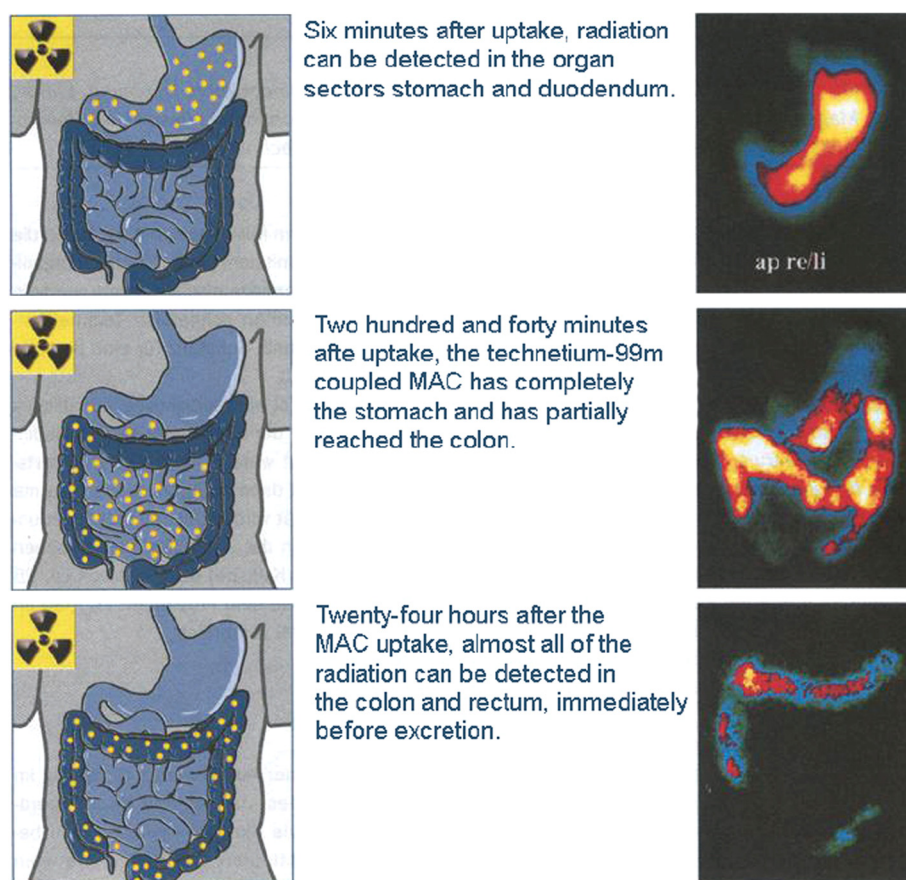 Six minutes after uptake, radiation
can be detected in the organ
sectors stomach and duodendum.
ap re/li
Two hundred and forty minutes
afte uptake, the technetium-99m
coupled MAC has completely
the stomach and has partially
reached the colon.
Twenty-four hours after the
MAC uptake, almost all of the
radiation can be detected in
the colon and rectum, immediately
before excretion.